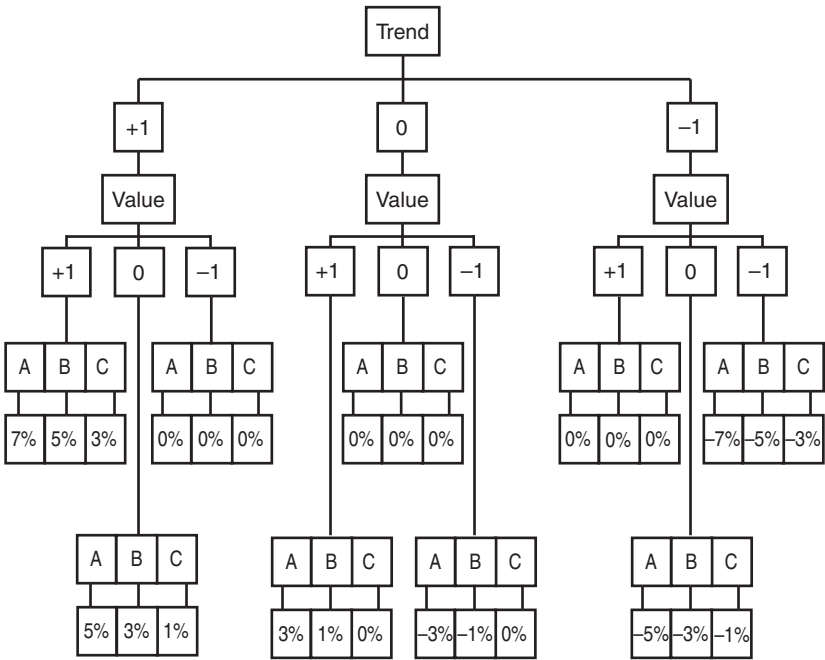 Trend
+1 0 –1
Value Value Value
+1 0 –1 +1 0 –1 +1 0 –1
A B C A B C A B C A B C A B C
7% 5% 3% 0% 0% 0% 0% 0% 0% 0% 0% 0% –7% –5% –3%
A B C A B C A B C A B C
5% 3% 1% 3% 1% 0% –3% –1% 0% –5% –3% –1%